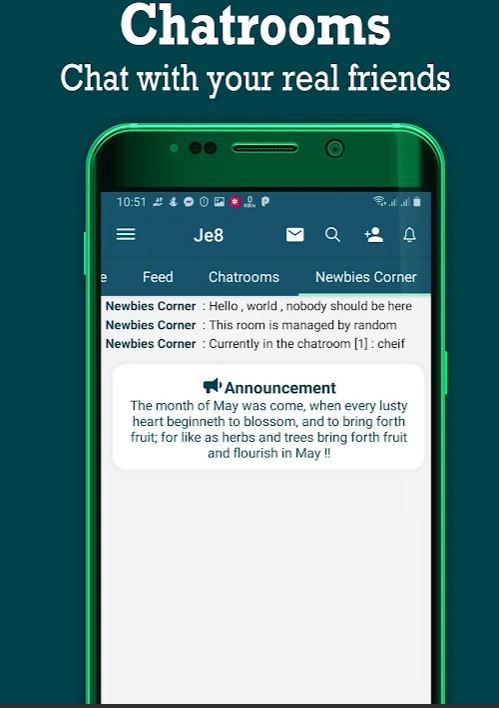 Chatrooms
Chat with your real friends
10:51
Je8
e Feed Chatrooms Newbies Corner
Newbies Corner : Hello , world , nobody should be here
Newbies Corner : This room is managed by random
Newbies Corner : Currently in the chatroom [1] : cheif
Announcement
The month of May was come, when every lusty
heart beginneth to blossom, and to bring forth
fruit; for like as herbs and trees bring forth fruit
and flourish in May !!